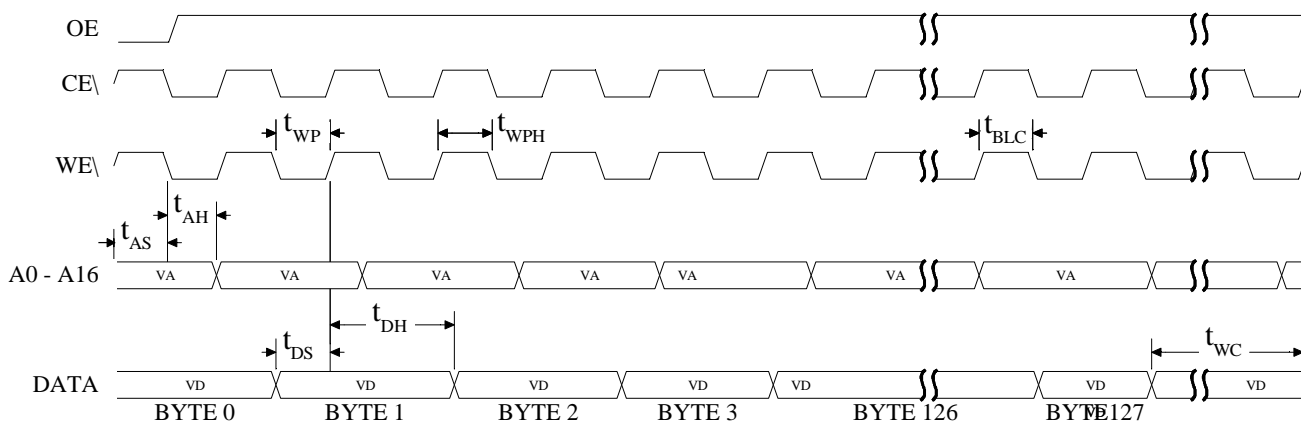 OE
CE\
tWP tWPH tBLC
WE\
tAH
tAS
A0 - A16 VA VA VA VA VA VA VA
tDH
tDS tWC
DATA VD VD VD VD VD VD VD
BYTE 0 BYTE 1 BYTE 2 BYTE 3 BYTE 126 BYTE127
VD